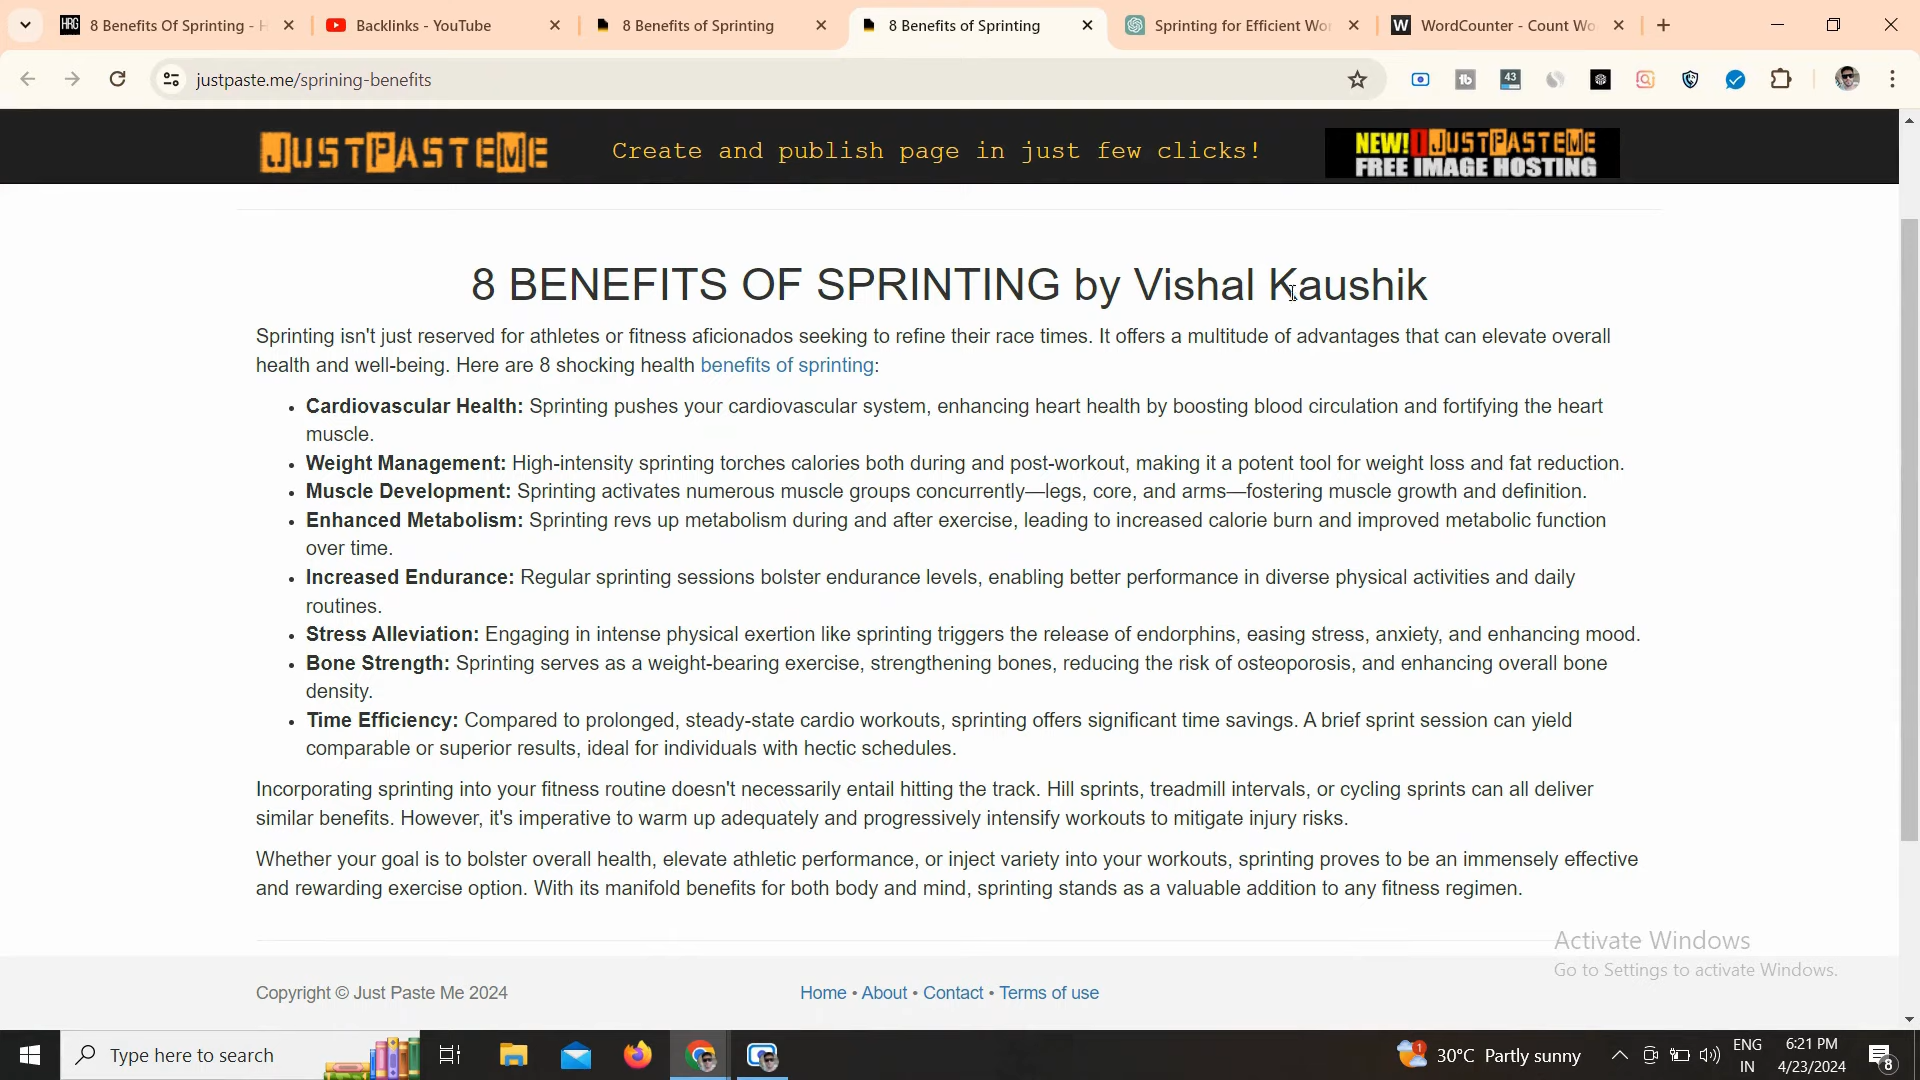 8 Benefits Of Sprinting - H
Backlinks - YouTube
8 Benefits of Sprinting
8 Benefits of Sprinting
Sprinting for Efficient Wor
WordCounter - Count Wo
justpaste.me/sprining-benefits
JUSTPASTEME
Create and publish page in just few clicks!
NEW! JUSTPASTEME
FREE IMAGE HOSTING
8 BENEFITS OF SPRINTING by Vishal Kaushik
Sprinting isn't just reserved for athletes or fitness aficionados seeking to refine their race times. It offers a multitude of advantages that can elevate overall
health and well-being. Here are 8 shocking health benefits of sprinting:
• Cardiovascular Health: Sprinting pushes your cardiovascular system, enhancing heart health by boosting blood circulation and fortifying the heart
muscle.
• Weight Management: High-intensity sprinting torches calories both during and post-workout, making it a potent tool for weight loss and fat reduction.
• Muscle Development: Sprinting activates numerous muscle groups concurrently—legs, core, and arms—fostering muscle growth and definition.
• Enhanced Metabolism: Sprinting revs up metabolism during and after exercise, leading to increased calorie burn and improved metabolic function
over time.
• Increased Endurance: Regular sprinting sessions bolster endurance levels, enabling better performance in diverse physical activities and daily
routines.
• Stress Alleviation: Engaging in intense physical exertion like sprinting triggers the release of endorphins, easing stress, anxiety, and enhancing mood.
• Bone Strength: Sprinting serves as a weight-bearing exercise, strengthening bones, reducing the risk of osteoporosis, and enhancing overall bone
density.
• Time Efficiency: Compared to prolonged, steady-state cardio workouts, sprinting offers significant time savings. A brief sprint session can yield
comparable or superior results, ideal for individuals with hectic schedules.
Incorporating sprinting into your fitness routine doesn't necessarily entail hitting the track. Hill sprints, treadmill intervals, or cycling sprints can all deliver
similar benefits. However, it's imperative to warm up adequately and progressively intensify workouts to mitigate injury risks.
Whether your goal is to bolster overall health, elevate athletic performance, or inject variety into your workouts, sprinting proves to be an immensely effective
and rewarding exercise option. With its manifold benefits for both body and mind, sprinting stands as a valuable addition to any fitness regimen.
Activate Windows
Go to Settings to activate Windows.
Copyright © Just Paste Me 2024
Home • About • Contact • Terms of use
Type here to search
30°C Partly sunny
ENG
IN
6:21 PM
4/23/2024
8